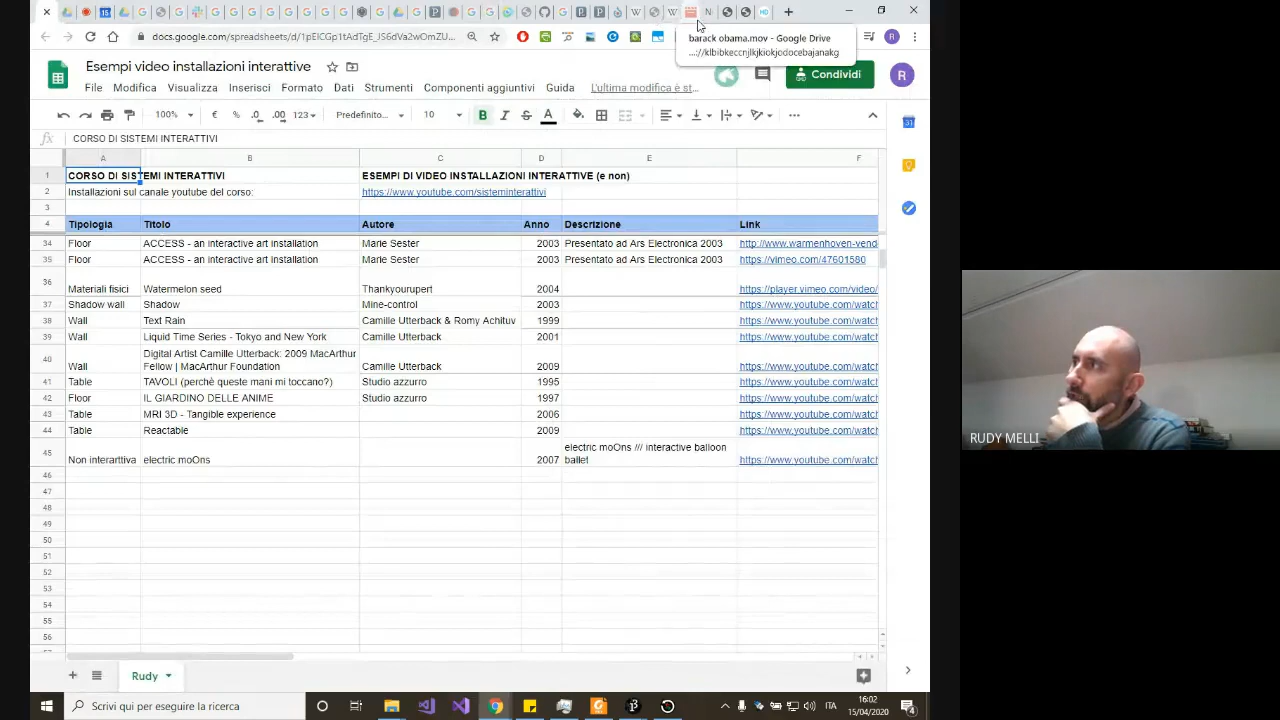 docs.google.com/spreadsheets/d/1pElCGp1tAdTgE_JS6dYsVa2wOmZU...
barack obama.mov - Google Drive
...://klbibkeccnjlkjkiokjodocebajanakg
Esempi video installazioni interattive
Condividi
R
File Modifica Visualizza Inserisci Formato Dati Strumenti Componenti aggiuntivi Guida L'ultima modifica è st...
100% € % .0 .00 123 Predefinito... 10 B I S A
fx CORSO DI SISTEMI INTERATTIVI
A B C D E F
1 CORSO DI SISTEMI INTERATTIVI ESEMPI DI VIDEO INSTALLAZIONI INTERATTIVE (e non)
2 Installazioni sul canale youtube del corso: https://www.youtube.com/sisteminterattivi
3
4 Tipologia Titolo Autore Anno Descrizione Link
34 Floor ACCESS - an interactive art installation Marie Sester 2003 Presentato ad Ars Electronica 2003 http://www.warmenhoven-vend
35 Floor ACCESS - an interactive art installation Marie Sester 2003 Presentato ad Ars Electronica 2003 https://vimeo.com/47601580
36 Materiali fisici Watermelon seed Thankyourupert 2004 https://player.vimeo.com/video/
37 Shadow wall Shadow Mine-control 2003 https://www.youtube.com/watch
38 Wall Text Rain Camille Utterback & Romy Achituv 1999 https://www.youtube.com/watch
39 Wall Liquid Time Series - Tokyo and New York Camille Utterback 2001 https://www.youtube.com/watch
Digital Artist Camille Utterback: 2009 MacArthur
40 Wall Fellow | MacArthur Foundation Camille Utterback 2009 https://www.youtube.com/watch
41 Table TAVOLI (perchè queste mani mi toccano?) Studio azzurro 1995 https://www.youtube.com/watch
42 Floor IL GIARDINO DELLE ANIME Studio azzurro 1997 https://www.youtube.com/watch
43 Table MRI 3D - Tangible experience 2006 https://www.youtube.com/watch
44 Table Reactable 2009 https://www.youtube.com/watch
electric moOns /// interactive balloon
45 Non interarttiva electric moOns 2007 ballet https://www.youtube.com/watch
46
47
48
49
50
51
52
53
54
55
56
Rudy
Scrivi qui per eseguire la ricerca
ITA
16:02
15/04/2020
4
RUDY MELLI